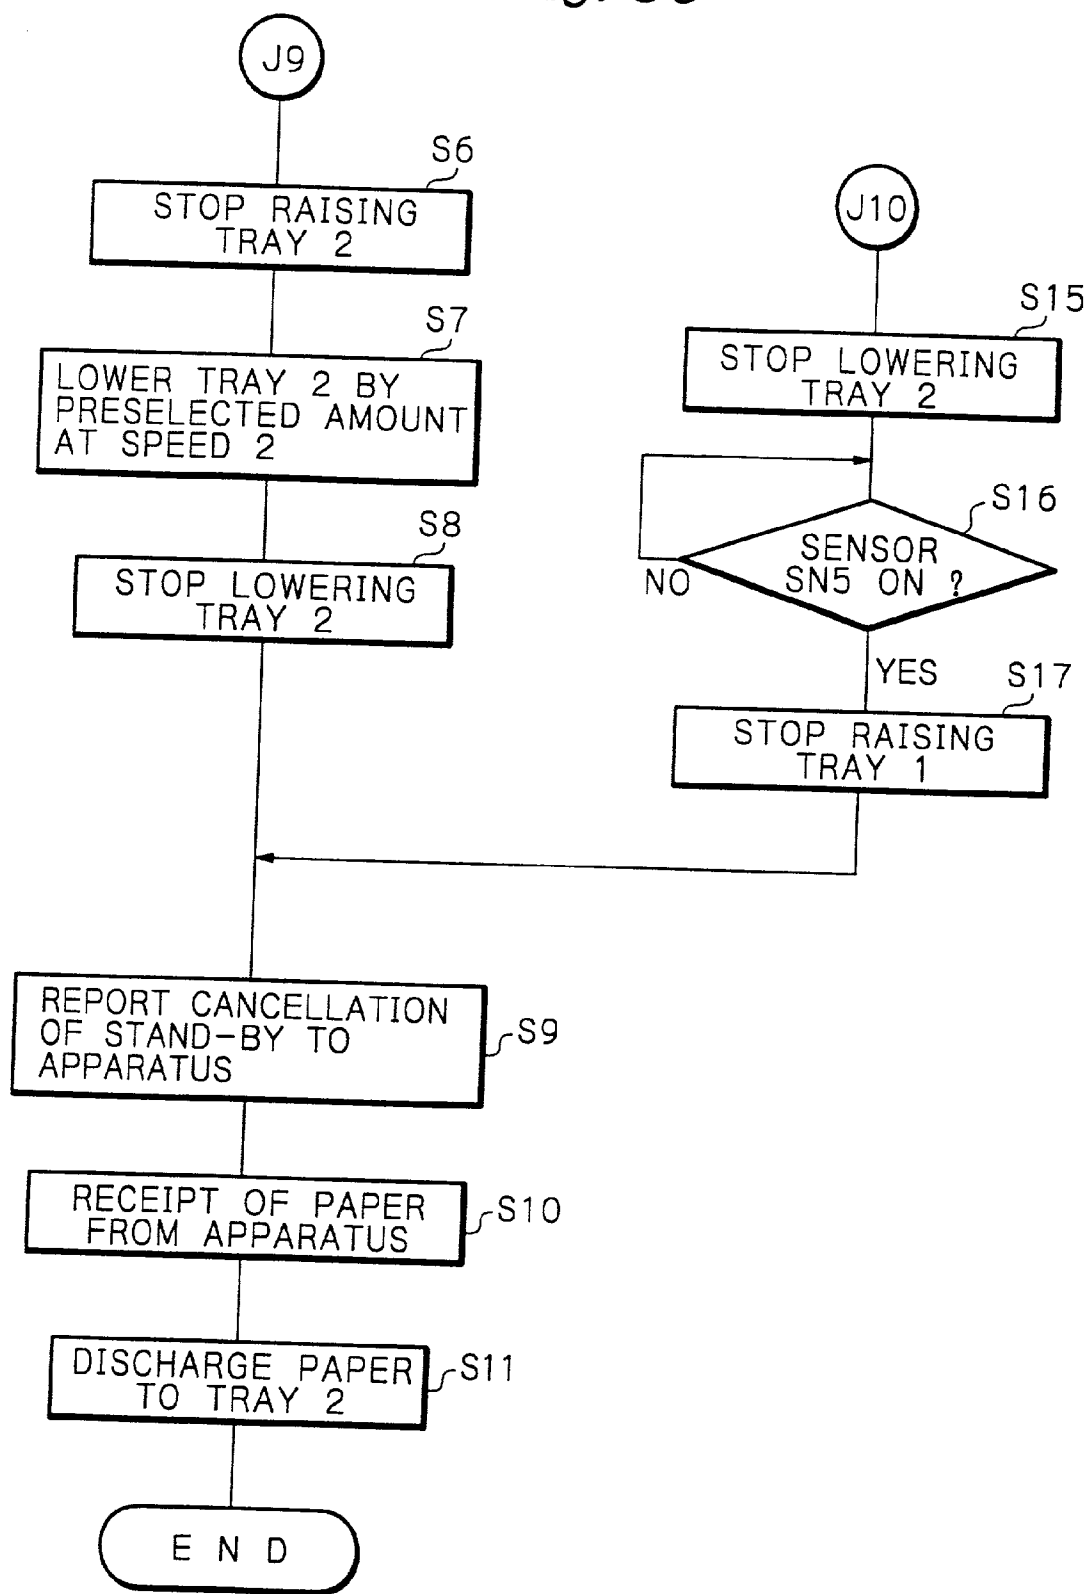 J9
S6
STOP RAISING
TRAY 2
S7
LOWER TRAY 2 BY
PRESELECTED AMOUNT
AT SPEED 2
S8
STOP LOWERING
TRAY 2
J10
S15
STOP LOWERING
TRAY 2
S16
SENSOR
SN5 ON ?
NO
YES
S17
STOP RAISING
TRAY 1
REPORT CANCELLATION
OF STAND-BY TO
APPARATUS
S9
RECEIPT OF PAPER
FROM APPARATUS
S10
DISCHARGE PAPER
TO TRAY 2
S11
END